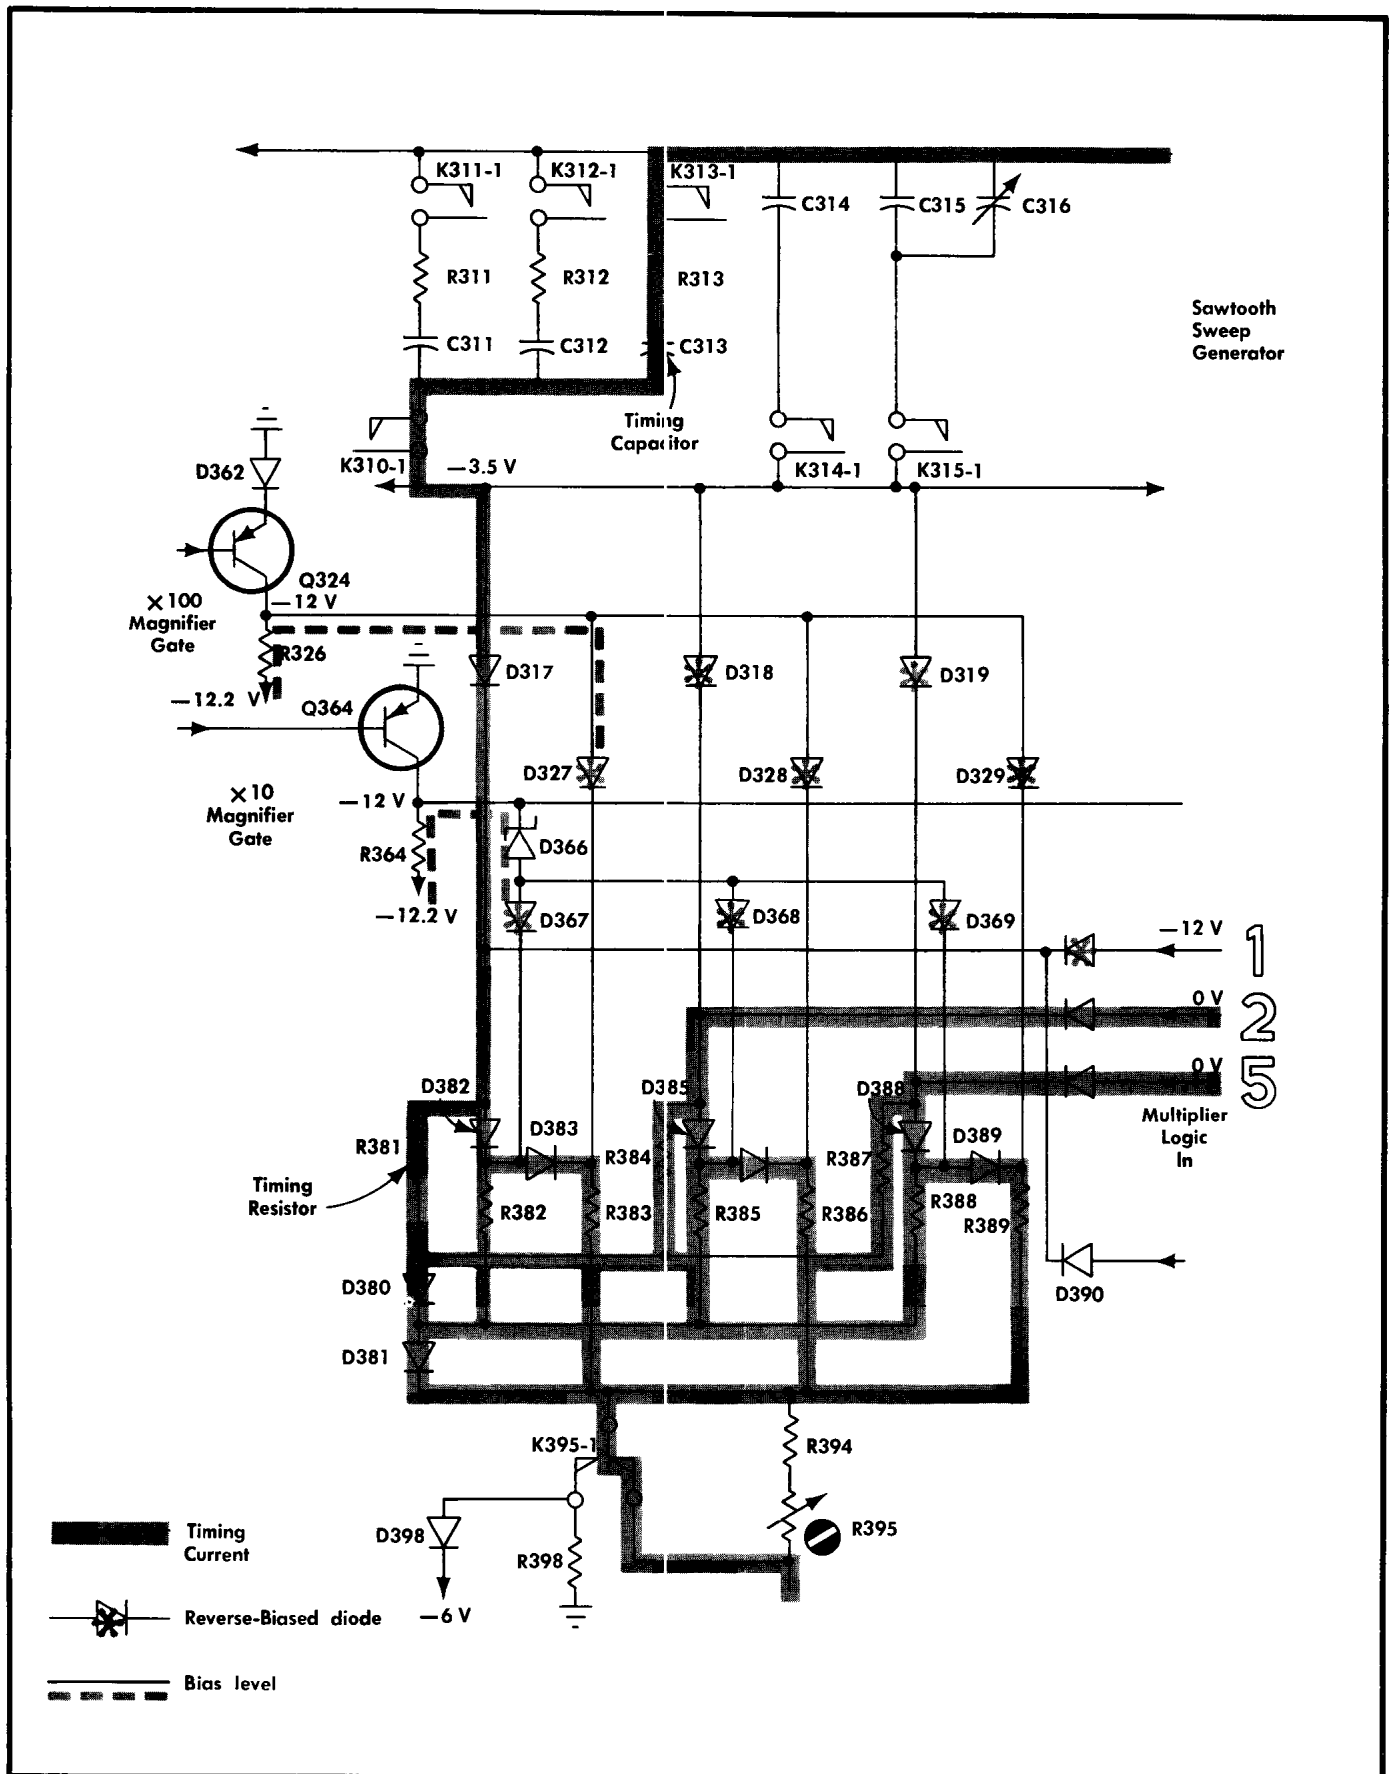 K311-1
K312-1
K313-1
C314
C315
C316
R311
R312
R313
Sawtooth
Sweep
Generator
C311
C312
C313
Timing
Capacitor
D362
K310-1
−3.5 V
K314-1
K315-1
Q324
−12 V
×100
Magnifier
Gate
R326
D317
D318
D319
−12.2 V
Q364
D327
D328
D329
×10
Magnifier
Gate
−12 V
R364
D366
−12.2 V
D367
D368
D369
−12 V
1
0 V
2
0 V
5
D382
D385
D388
Multiplier
Logic
In
R381
D383
R384
R387
D389
Timing
Resistor
R382
R383
R385
R386
R388
R389
D380
D390
D381
K395-1
R394
D398
R398
R395
−6 V
Timing
Current
Reverse-Biased diode
Bias level